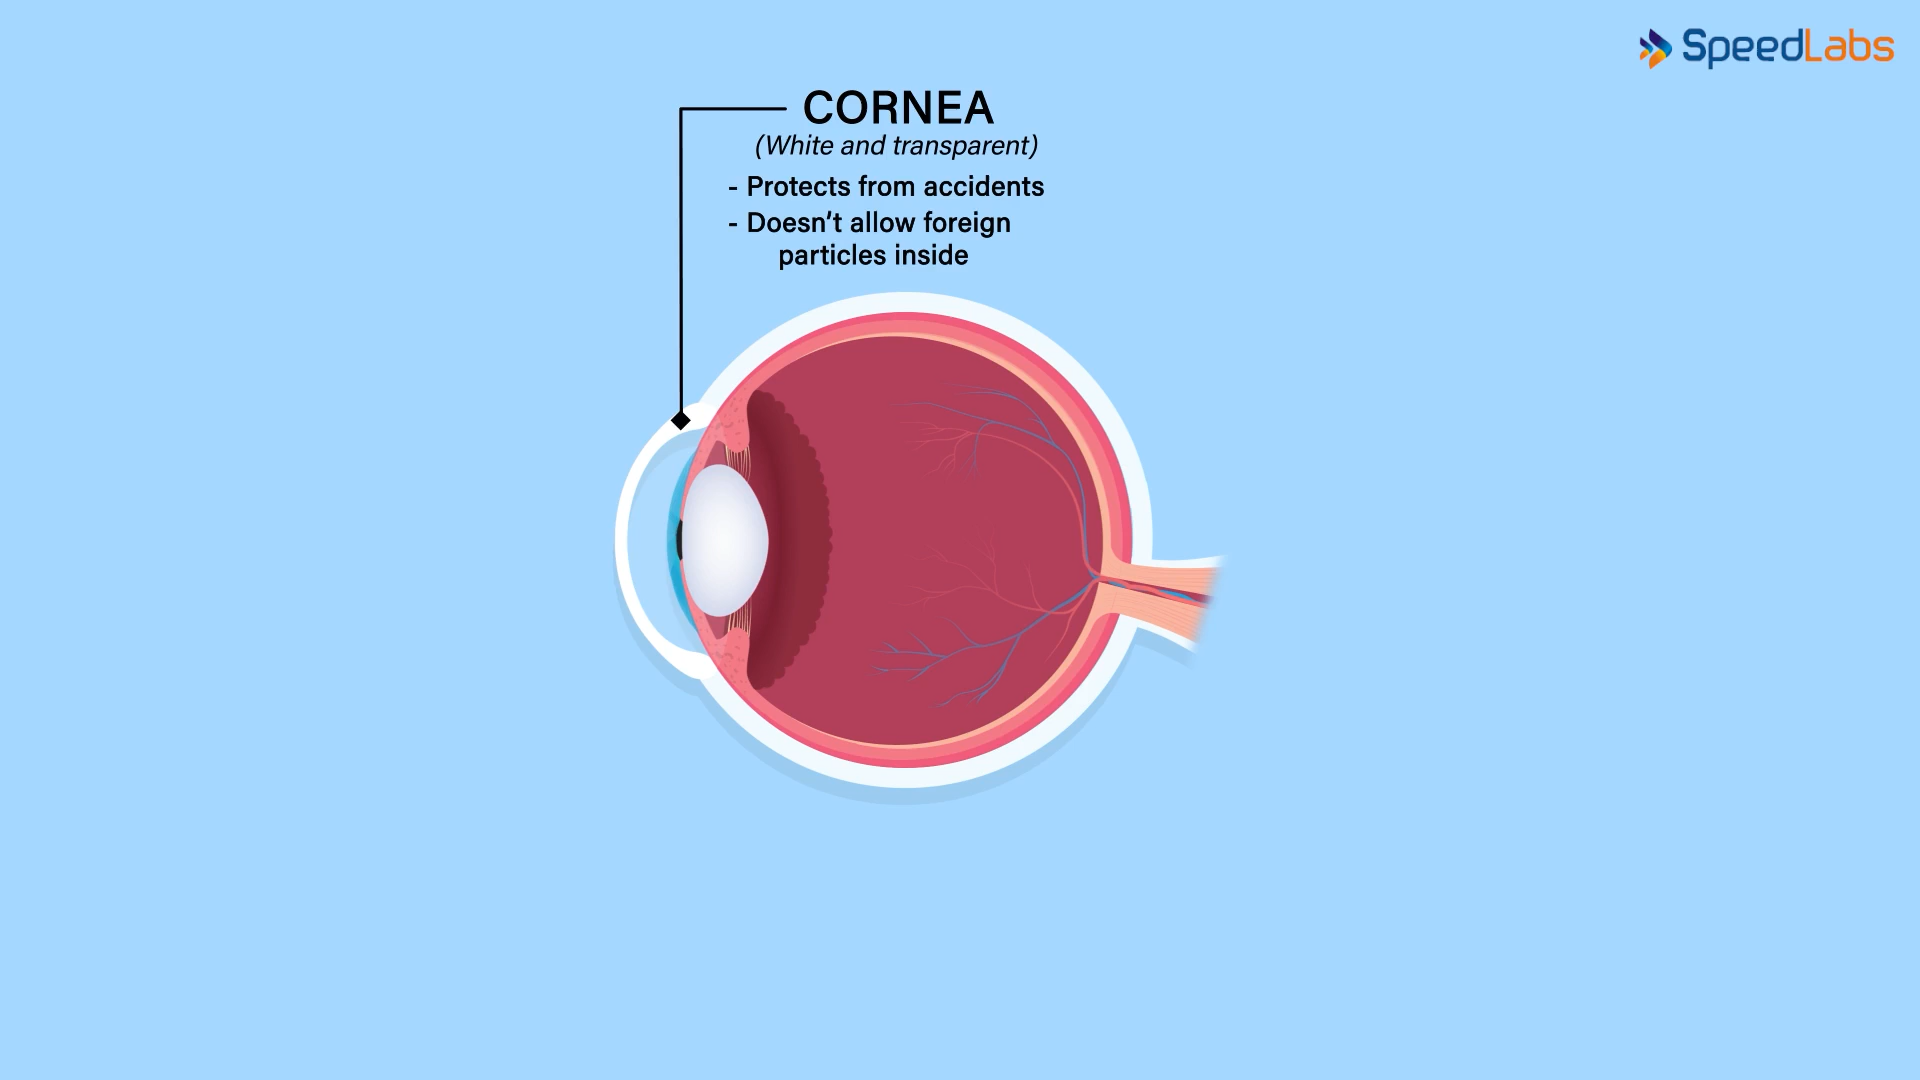 SpeedLabs
CORNEA
(White and transparent)
- Protects from accidents
- Doesn't allow foreign
particles inside